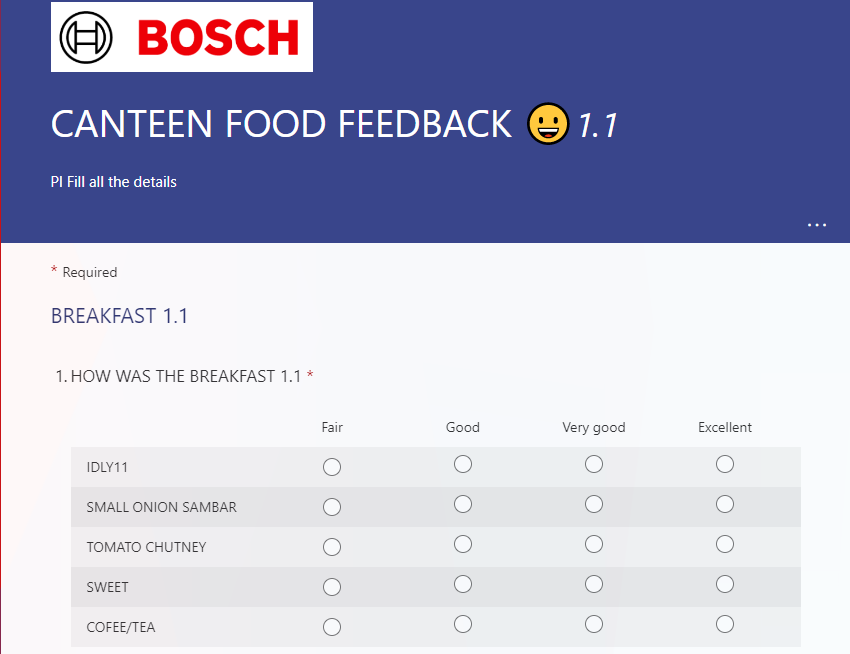 BOSCH
CANTEEN FOOD FEEDBACK 😀 1.1
Pl Fill all the details
...
* Required
BREAKFAST 1.1
1. HOW WAS THE BREAKFAST 1.1 *
Fair Good Very good Excellent
IDLY11
SMALL ONION SAMBAR
TOMATO CHUTNEY
SWEET
COFEE/TEA